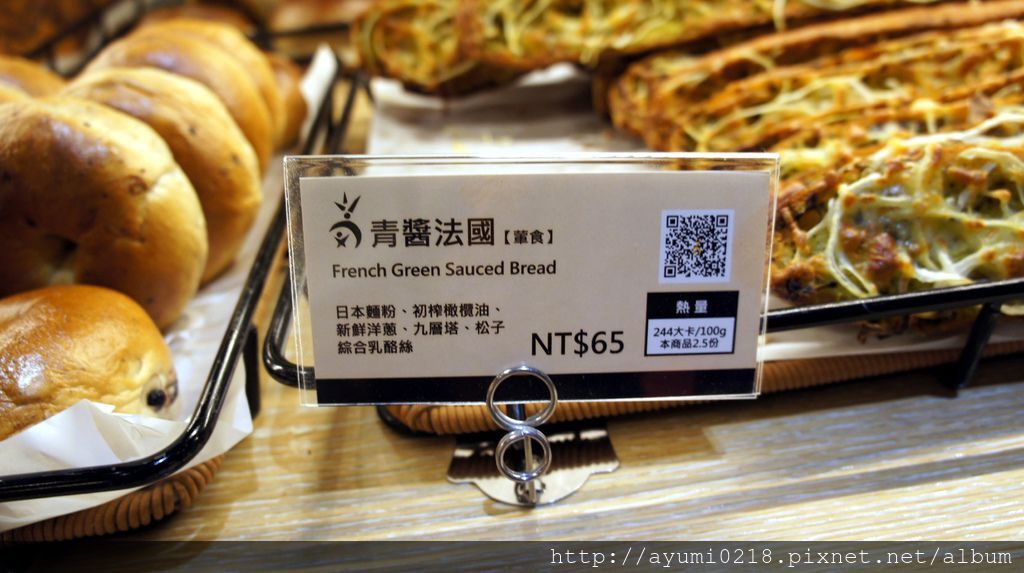 青醬法國【葷食】
French Green Sauced Bread
日本麵粉、初榨橄欖油、
新鮮洋蔥、九層塔、松子
綜合乳酪絲
NT$65
熱量
244大卡/100g
本商品2.5份
http://ayumi0218.pixnet.net/album